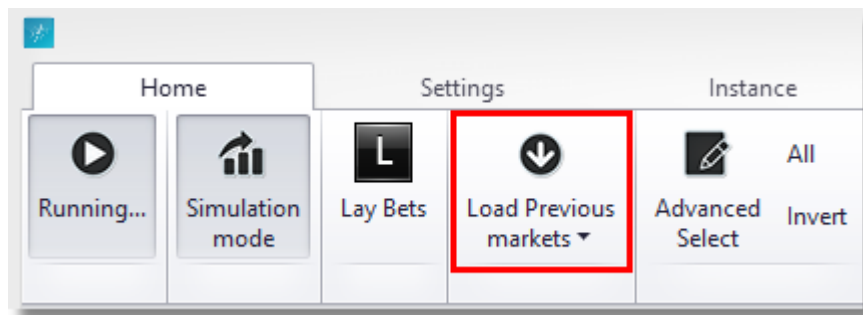 Home
Settings
Instance
Running...
Simulation
mode
L
Lay Bets
Load Previous
markets
Advanced
Select
All
Invert